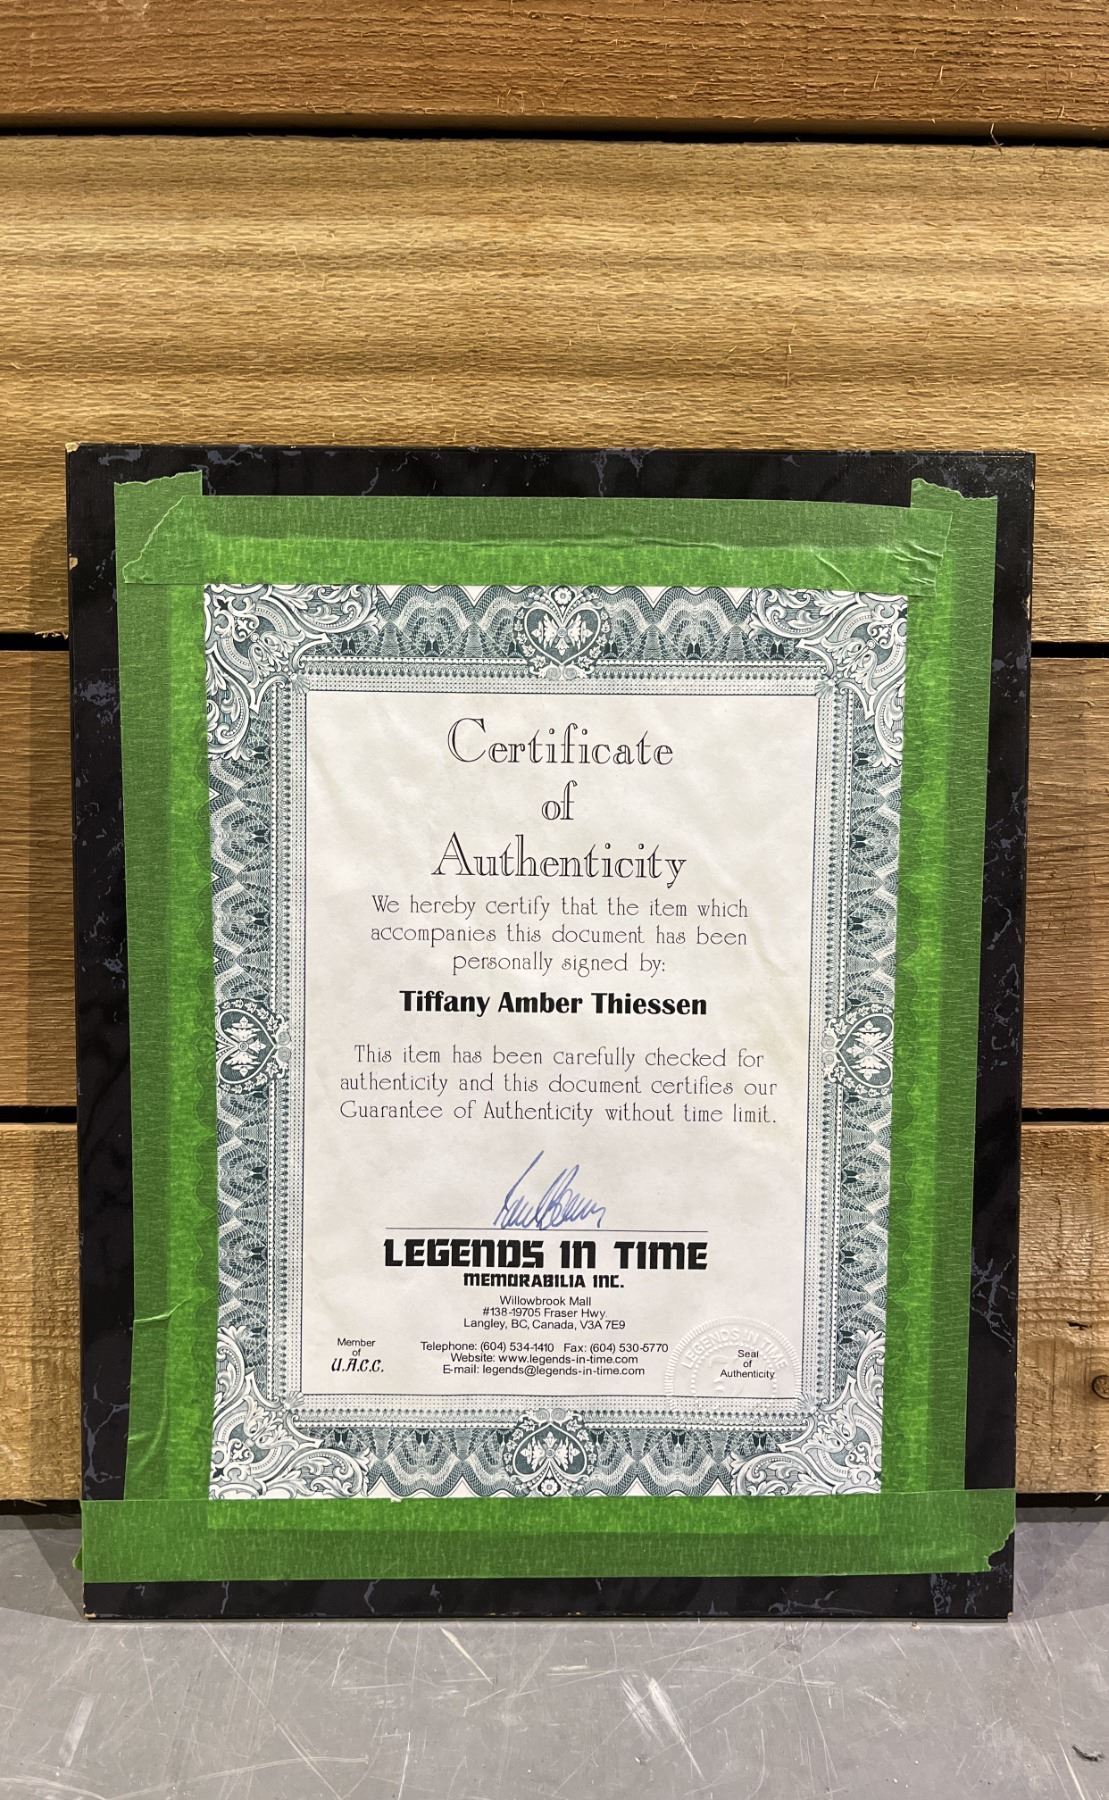 Certificate
of
Authenticity
We hereby certify that the item which
accompanies this document has been
personally signed by:
Tiffany Amber Thiessen
This item has been carefully checked for
authenticity and this document certifies our
Guarantee of Authenticity without time limit.
LEGENDS IN TIME
MEMORABILIA INC.
Willowbrook Mall
#138-19705 Fraser Hwy.
Langley, BC, Canada, V3A 7E9
Telephone: (604) 534-1410 Fax: (604) 530-5770
Website: www.legends-in-time.com
E-mail: legends@legends-in-time.com
Member
of
U.A.C.C.
LEGENDS IN TIME
Seal
of
Authenticity